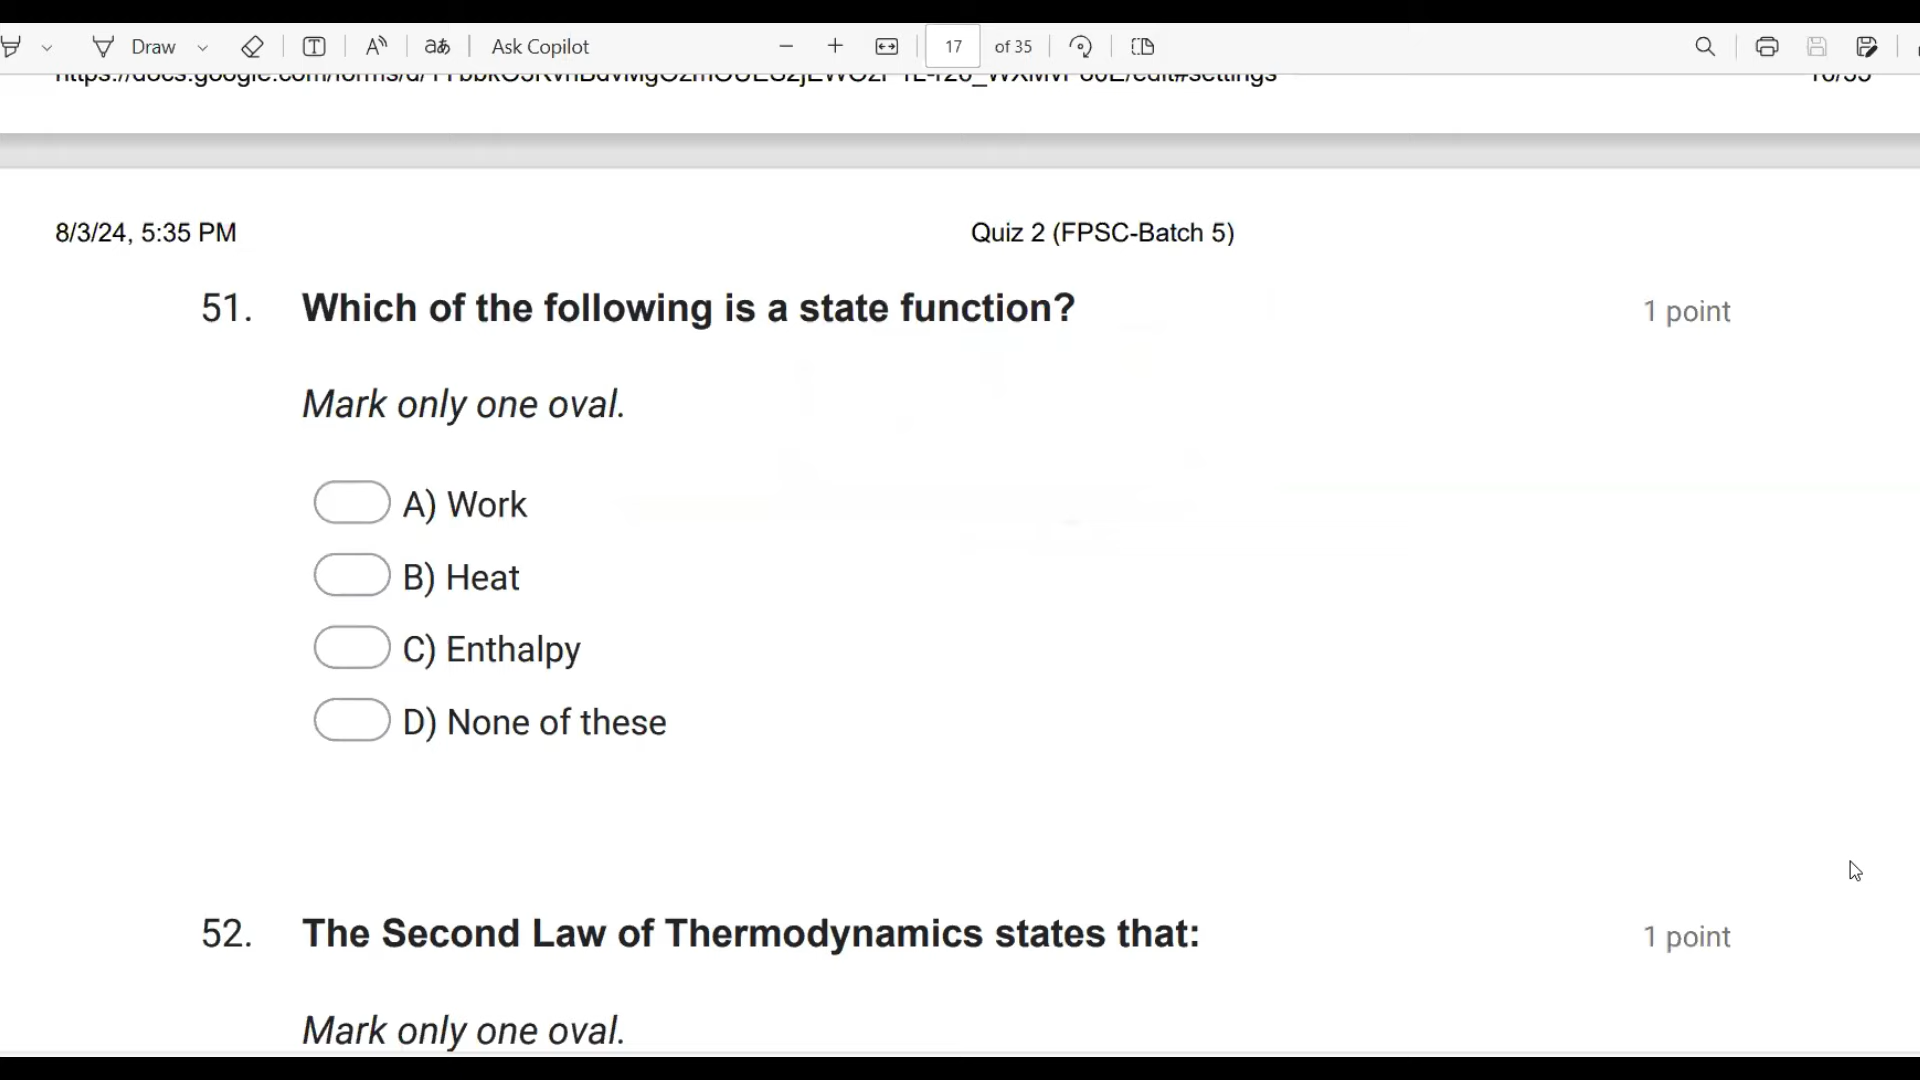 Draw Ask Copilot 17 of 35
8/3/24, 5:35 PM Quiz 2 (FPSC-Batch 5)
51. Which of the following is a state function? 1 point
Mark only one oval.
A) Work
B) Heat
C) Enthalpy
D) None of these
52. The Second Law of Thermodynamics states that: 1 point
Mark only one oval.